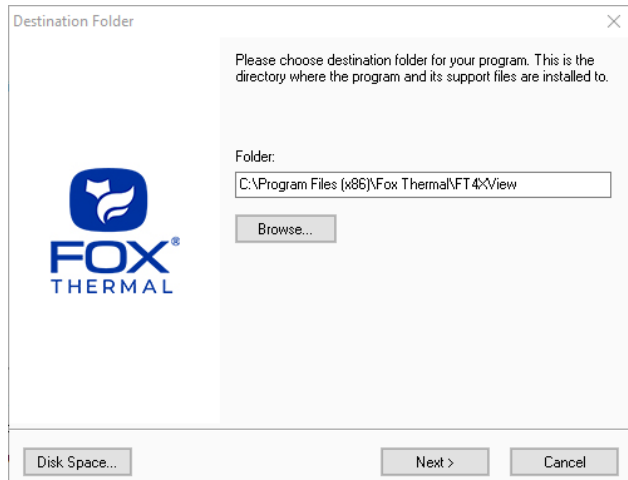 Destination Folder
Please choose destination folder for your program. This is the
directory where the program and its support files are installed to.
Folder:
C:\Program Files (x86)\Fox Thermal\FT4XView
Browse...
FOX®
THERMAL
Disk Space...
Next >
Cancel